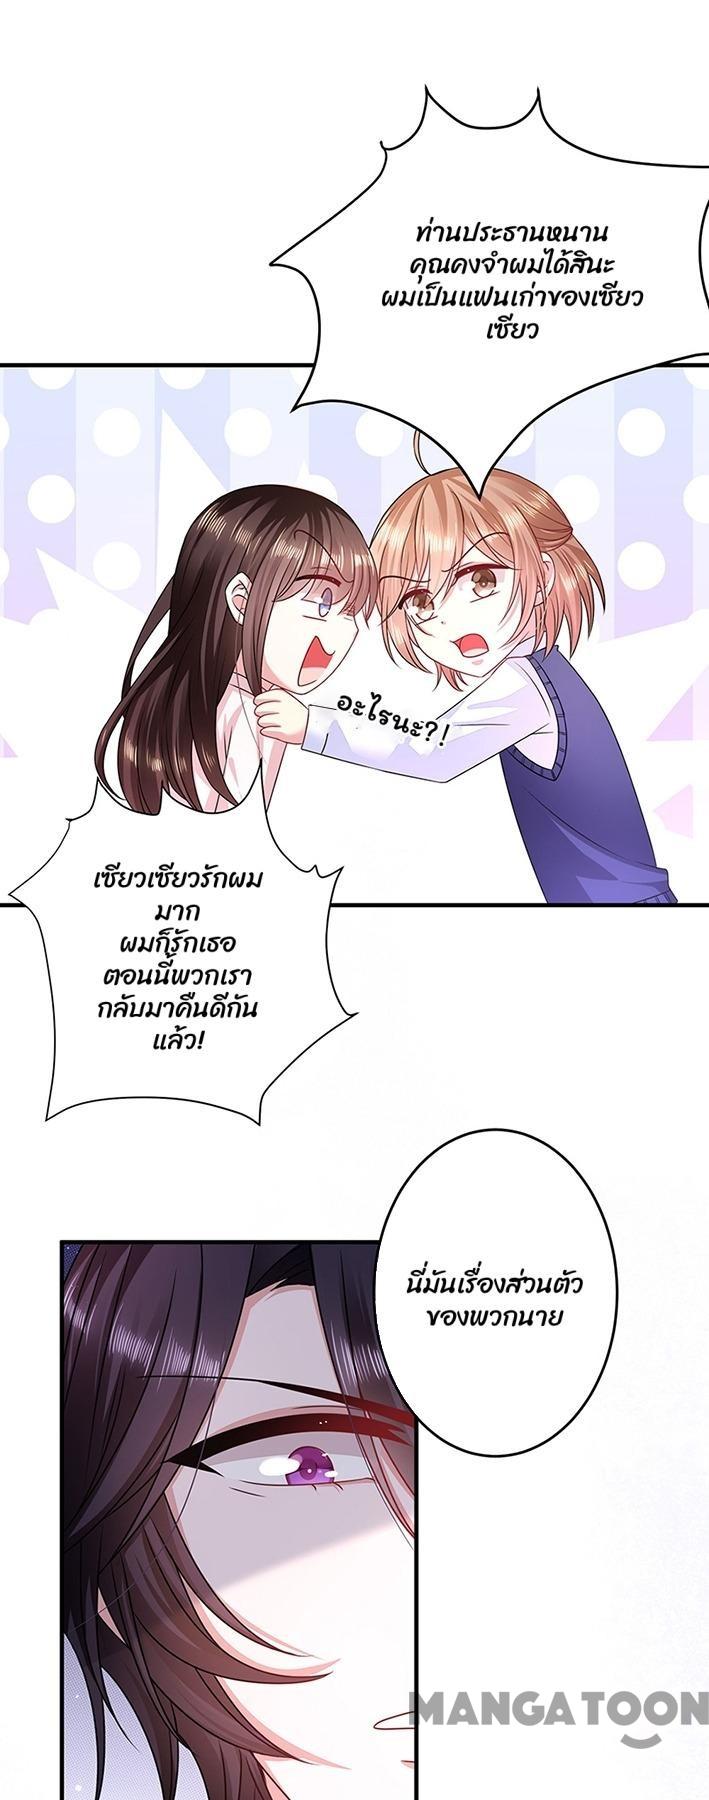 ท่านประธานหนาน
คุณคงจำผมได้สินะ
ผมเป็นแฟนเก่าของเซียว
เซียว
อะไรนะ?!
เซียวเซียวรักผม
มาก
ผมก็รักเธอ
ตอนนี้พวกเรา
กลับมาคืนดีกัน
แล้ว!
นี่มันเรื่องส่วนตัว
ของพวกนาย
MANGATOON